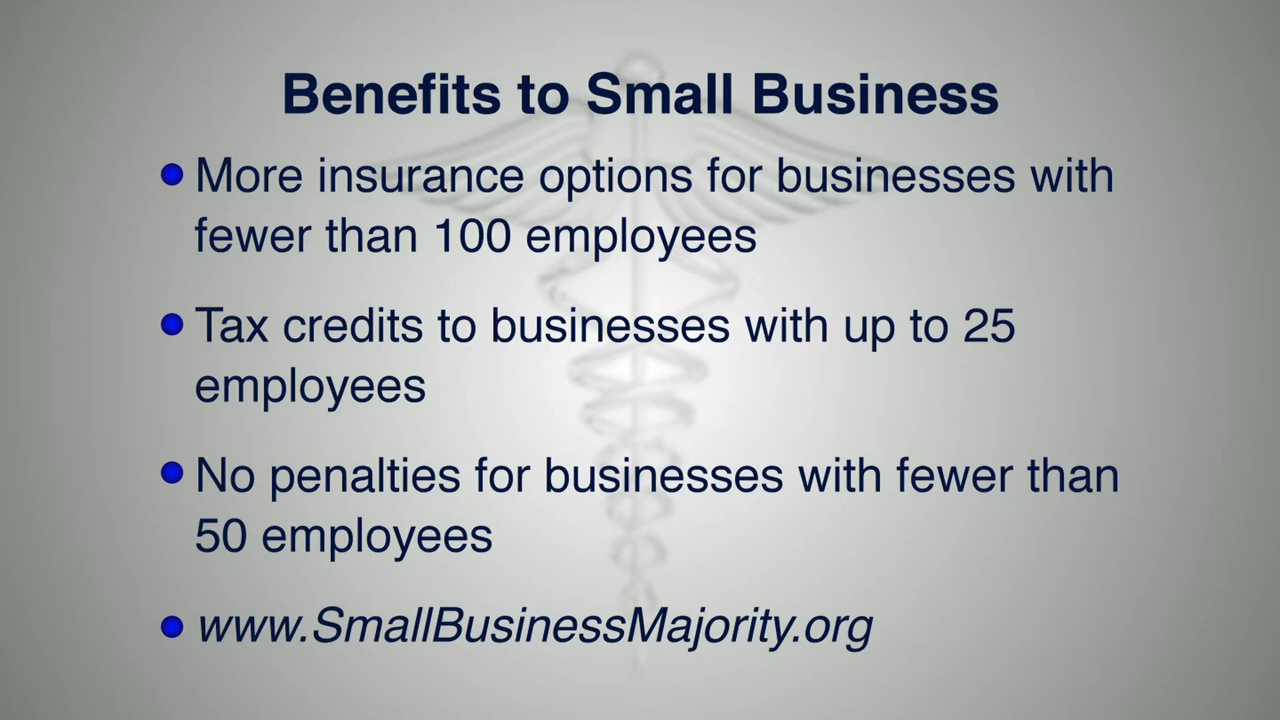 Benefits to Small Business
More insurance options for businesses with
fewer than 100 employees
Tax credits to businesses with up to 25
employees
No penalties for businesses with fewer than
50 employees
www.SmallBusinessMajority.org